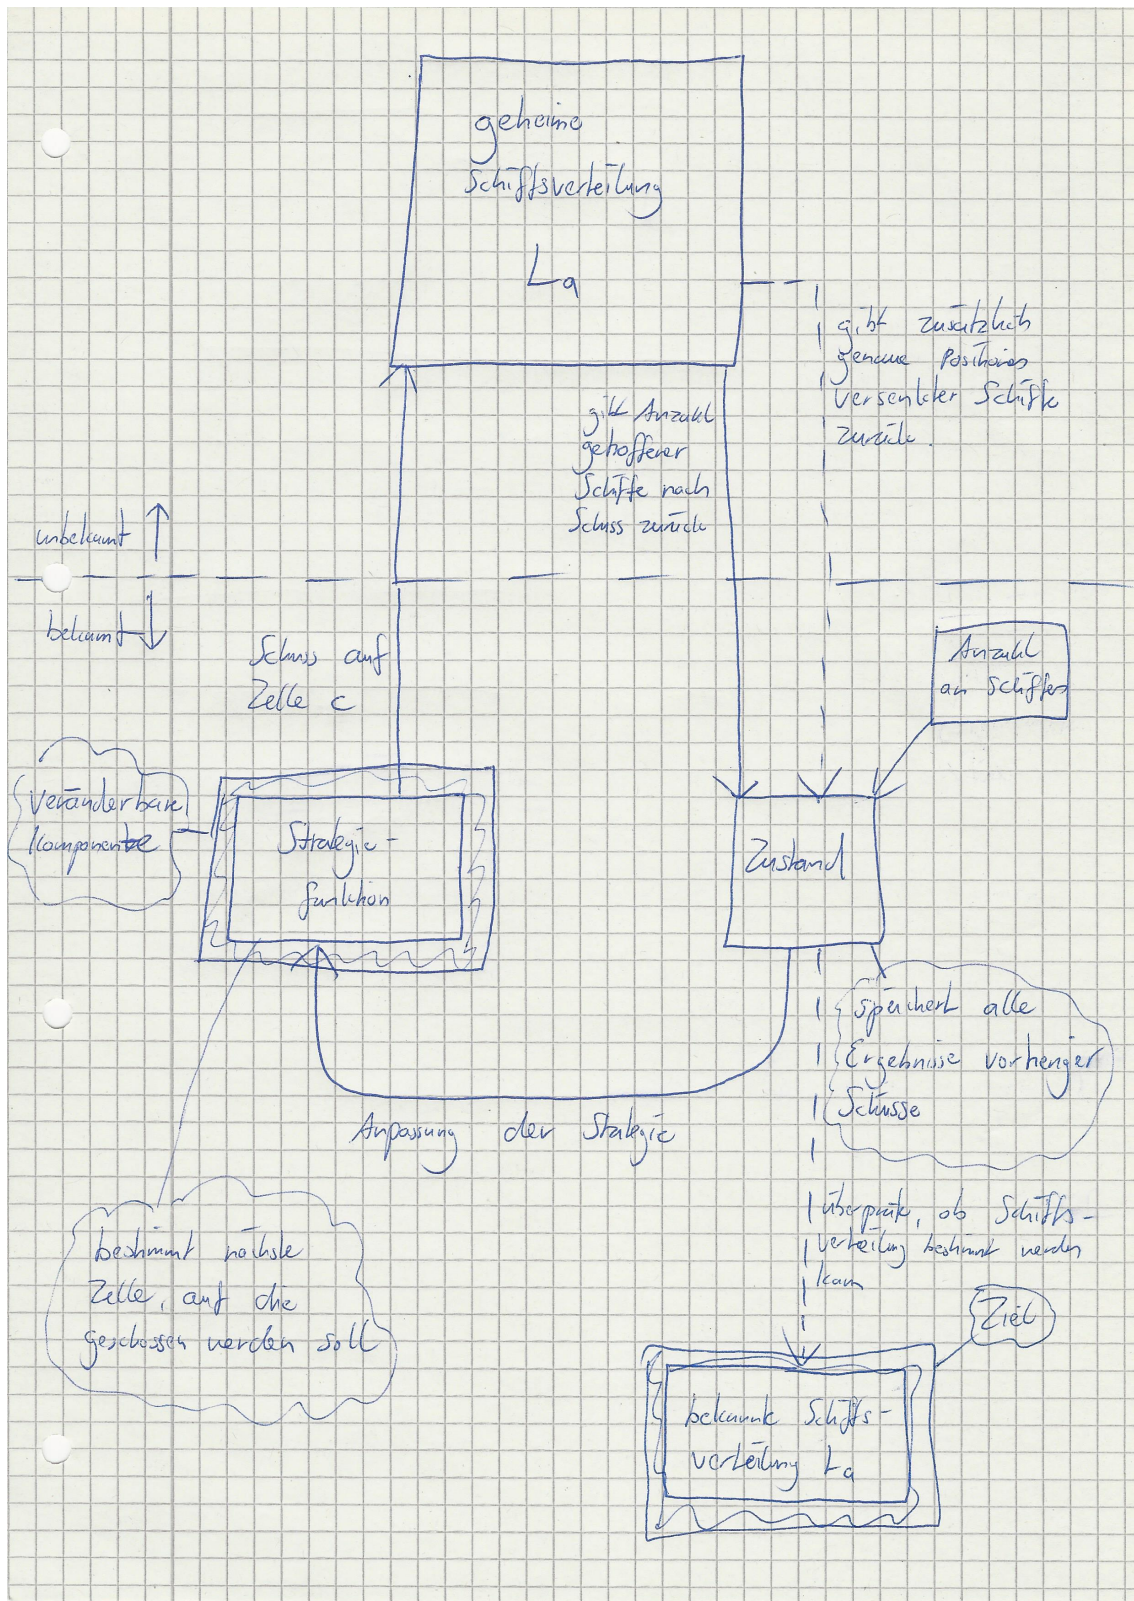 geheime
Schiffsverteilung
La
gibt zusätzlich
genaue Positionen
versenkter Schiffe
zurück.
gibt Anzahl
getroffener
Schiffe nach
Schuss zurück
unbekannt
bekannt
Schuss auf
Zelle c
Anzahl
an Schiffen
Veränderbare
Komponente
Strategie-
funktion
Zustand
speichert alle
Ergebnisse vorheriger
Schüsse
Anpassung der Strategie
überprüft, ob Schiffs-
verteilung bestimmt werden
kann
bestimmt nächste
Zelle, auf die
geschossen werden soll
Ziel
bekannte Schiffs-
verteilung La